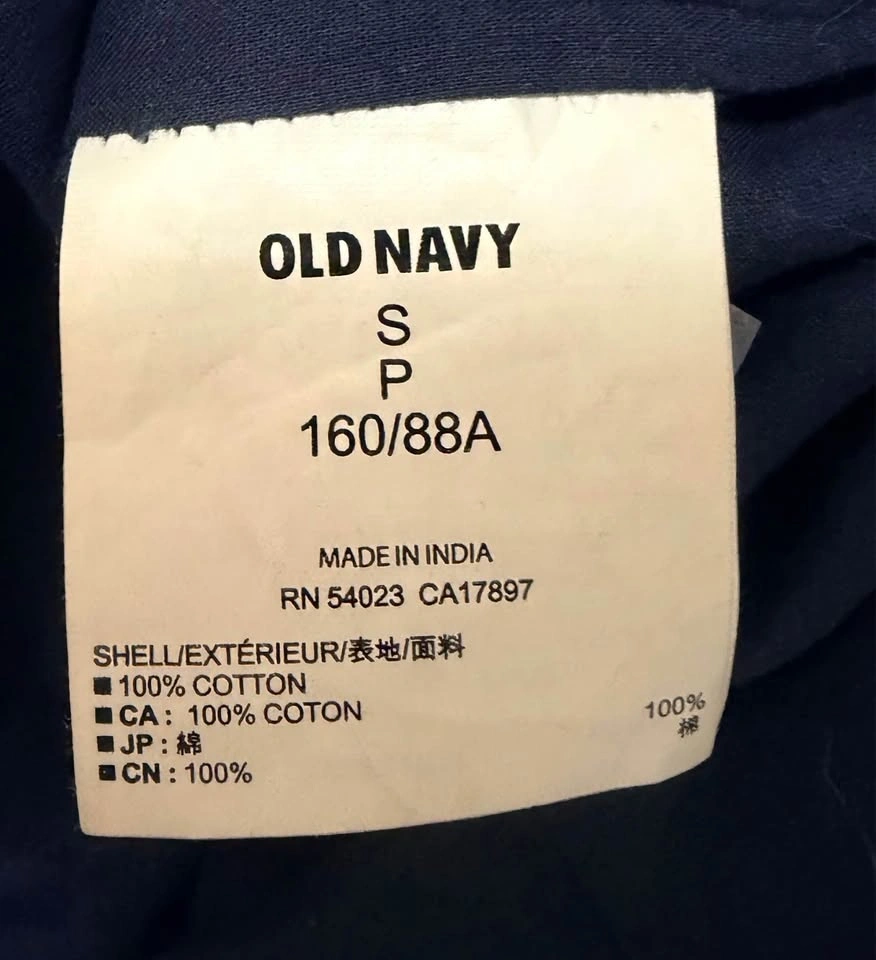 OLD NAVY
S
P
160/88A
MADE IN INDIA
RN 54023 CA17897
SHELL/EXTÉRIEUR/表地/面料
■ 100% COTTON
■ CA : 100% COTON
■ JP : 綿 100%
■ CN : 100% 棉